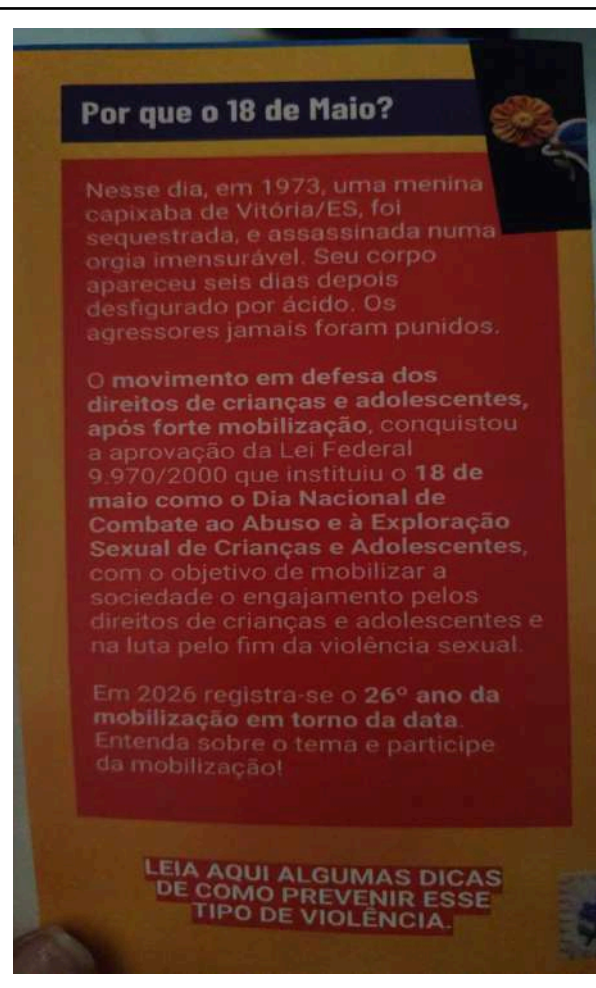 Por que o 18 de Maio?
Nesse dia, em 1973, uma menina
capixaba de Vitória/ES, foi
sequestrada, e assassinada numa
orgia imensurável. Seu corpo
apareceu seis dias depois
desfigurado por ácido. Os
agressores jamais foram punidos.
O movimento em defesa dos
direitos de crianças e adolescentes,
após forte mobilização, conquistou
a aprovação da Lei Federal
9.970/2000 que instituiu o 18 de
maio como o Dia Nacional de
Combate ao Abuso e à Exploração
Sexual de Crianças e Adolescentes,
com o objetivo de mobilizar a
sociedade o engajamento pelos
direitos de crianças e adolescentes e
na luta pelo fim da violência sexual.
Em 2026 registra-se o 26º ano da
mobilização em torno da data.
Entenda sobre o tema e participe
da mobilização!
LEIA AQUI ALGUMAS DICAS
DE COMO PREVENIR ESSE
TIPO DE VIOLÊNCIA.